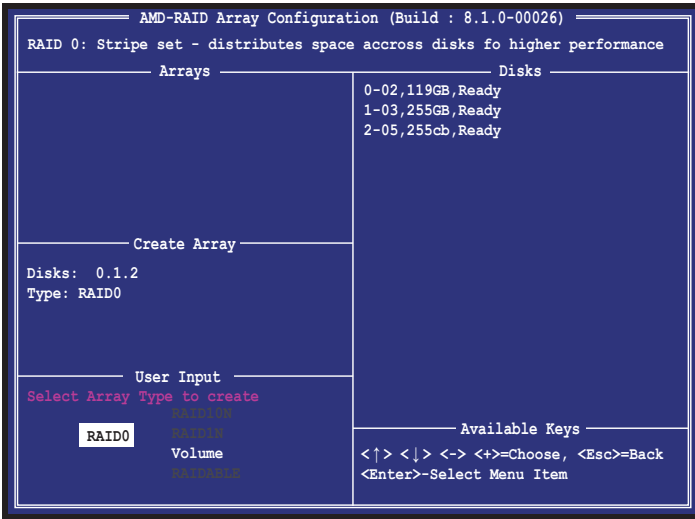 AMD-RAID Array Configuration (Build : 8.1.0-00026)
RAID 0: Stripe set - distributes space accross disks fo higher performance
Arrays
Create Array
Disks: 0.1.2
Type: RAID0
User Input
Select Array Type to create
RAID10N
RAID0
RAID1N
Volume
RAIDABLE
Disks
0-02,119GB,Ready
1-03,255GB,Ready
2-05,255cb,Ready
Available Keys
<↑> <↓> <-> <+>=Choose, <Esc>=Back
<Enter>-Select Menu Item